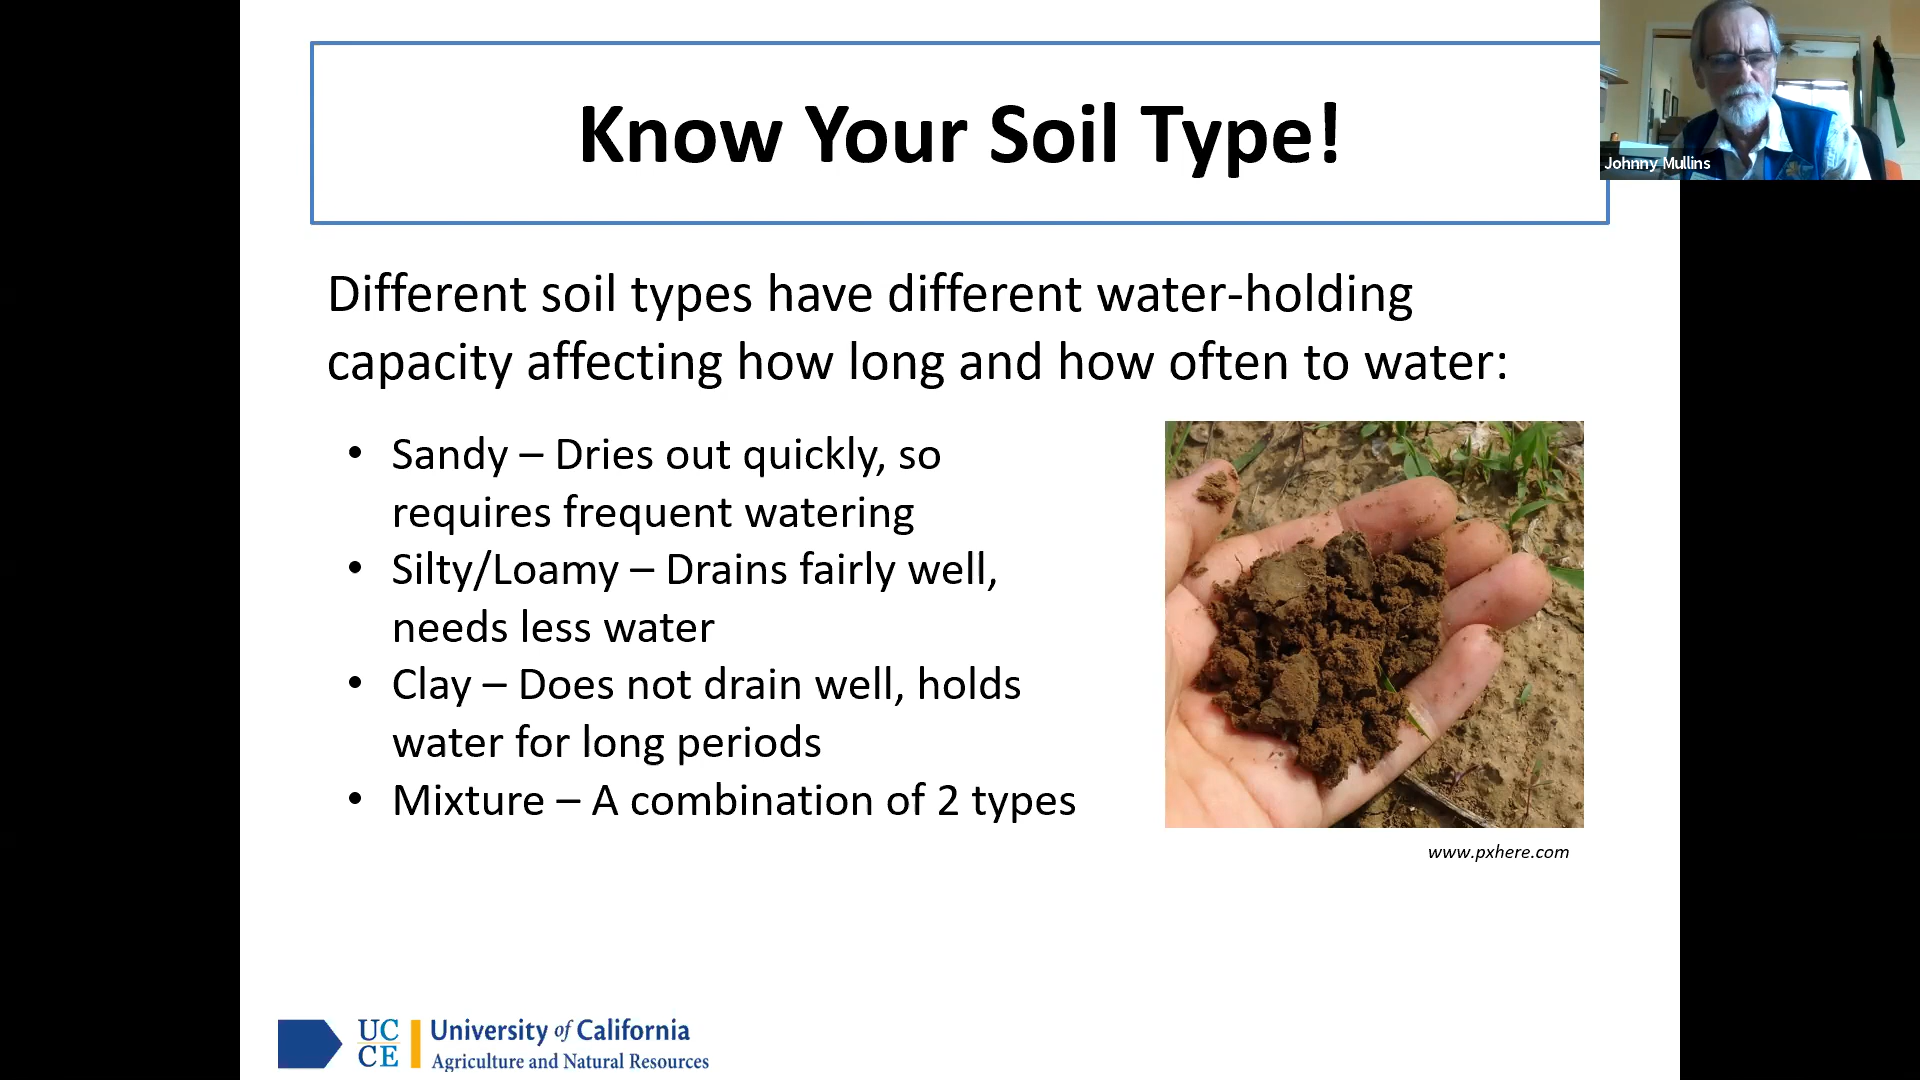 Know Your Soil Type!
Johnny Mullins
Different soil types have different water-holding
capacity affecting how long and how often to water:
• Sandy – Dries out quickly, so
requires frequent watering
• Silty/Loamy – Drains fairly well,
needs less water
• Clay – Does not drain well, holds
water for long periods
• Mixture – A combination of 2 types
www.pxhere.com
UC
CE
University of California
Agriculture and Natural Resources